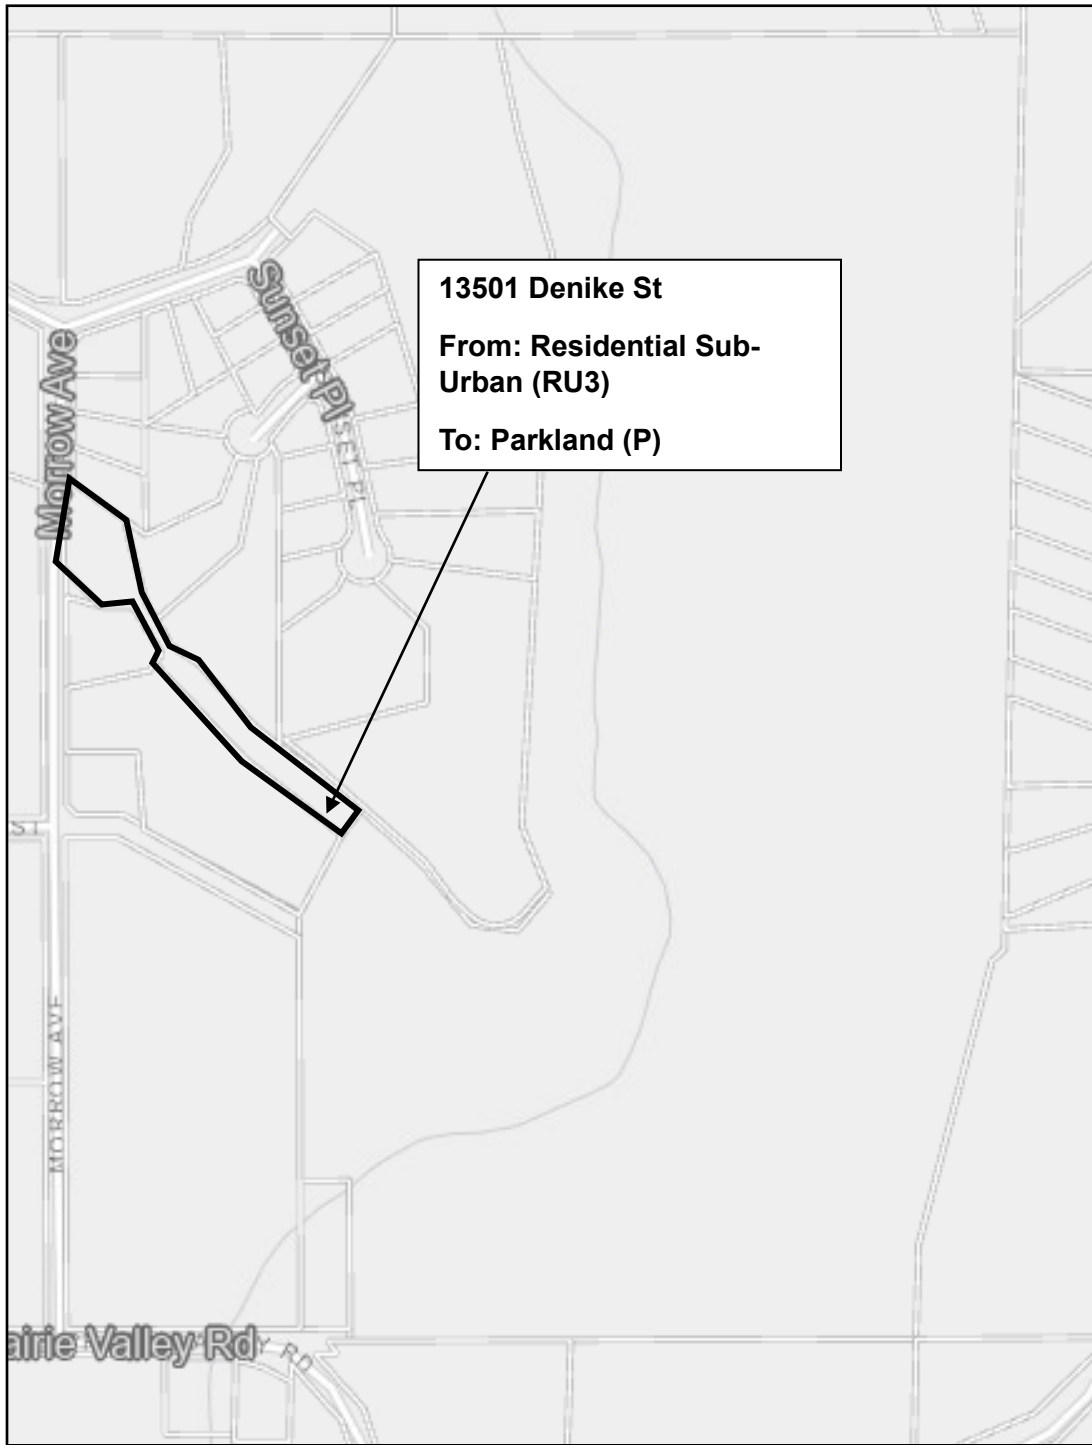 Sunset Pl
SET PL
13501 Denike St
From: Residential Sub-
Urban (RU3)
To: Parkland (P)
Morrow Ave
ST
MORROW AVE
airie Valley Rd
Y RD